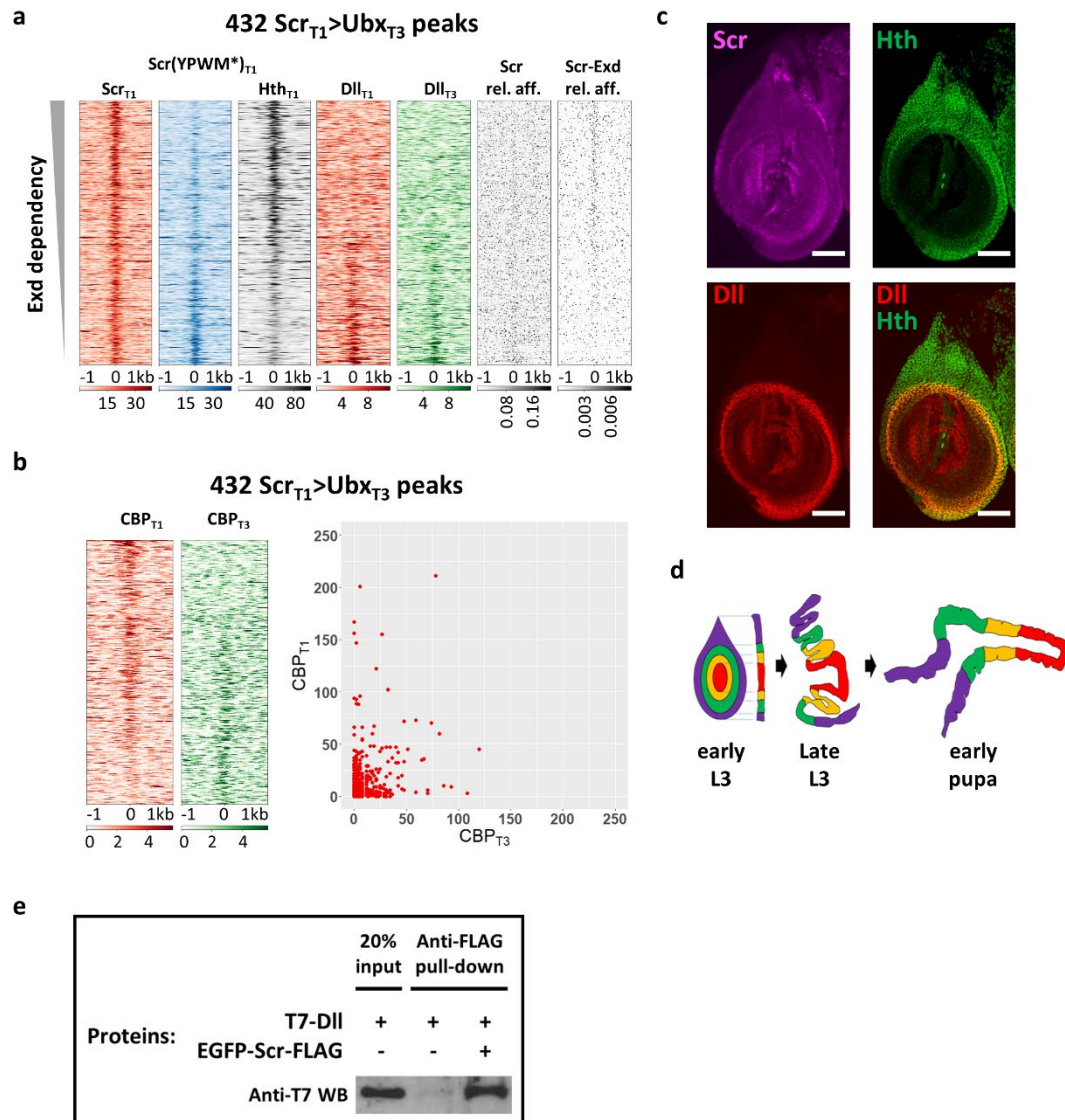 a
432 ScrT1>UbxT3 peaks
Scr(YPWM*)T1
ScrT1
HthT1
DllT1
DllT3
Scr
rel. aff.
Scr-Exd
rel. aff.
Exd dependency
-1 0 1kb
-1 0 1kb
-1 0 1kb
-1 0 1kb
-1 0 1kb
-1 0 1kb
-1 0 1kb
15 30
15 30
40 80
4 8
4 8
0.08 0.16
0.003 0.006
b
432 ScrT1>UbxT3 peaks
CBPT1
CBPT3
-1 0 1kb
-1 0 1kb
0 2 4
0 2 4
CBPT1
250
200
150
100
50
0
0 50 100 150 200 250
CBPT3
c
Scr
Hth
Dll
Dll
Hth
d
early
L3
Late
L3
early
pupa
e
20%
input
Anti-FLAG
pull-down
Proteins:
T7-Dll + + +
EGFP-Scr-FLAG - - +
Anti-T7 WB